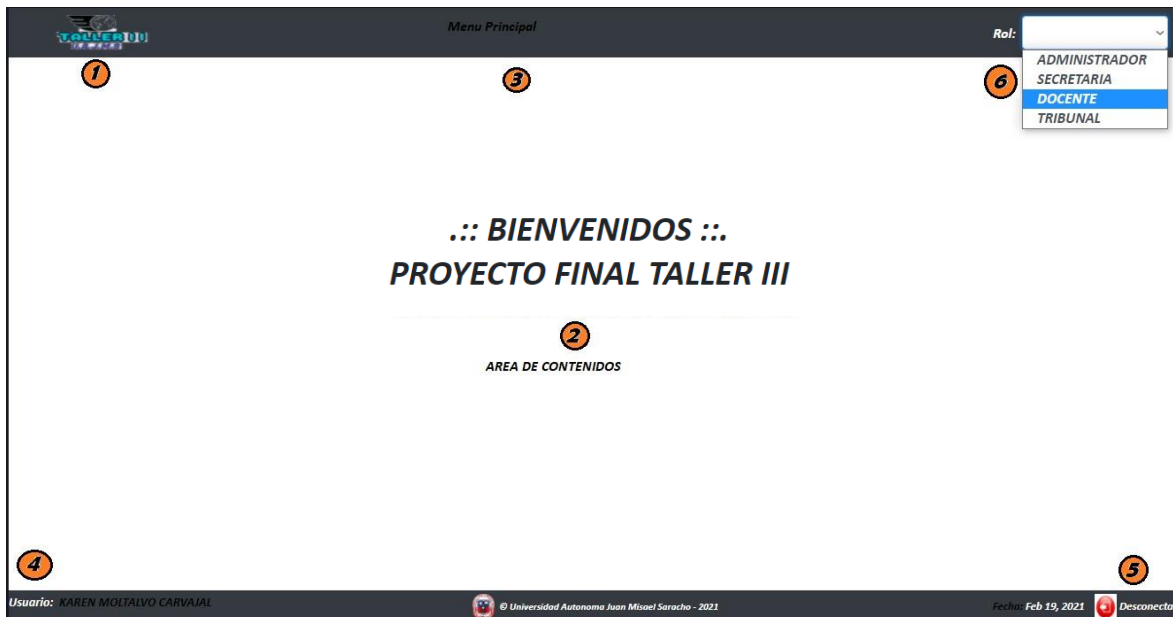 TALLER III
Menu Principal
Rol:
1
3
6
ADMINISTRADOR
SECRETARIA
DOCENTE
TRIBUNAL
.:: BIENVENIDOS ::.
PROYECTO FINAL TALLER III
2
AREA DE CONTENIDOS
4
5
Usuario: KAREN MOLTALVO CARVAJAL
© Universidad Autonoma Juan Misael Saracho - 2021
Fecha: Feb 19, 2021
Desconecta